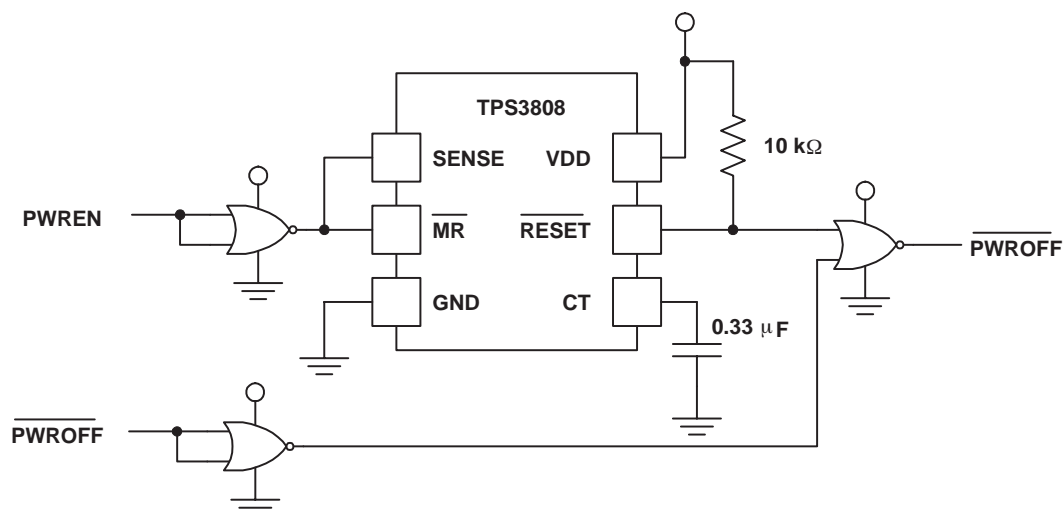 TPS3808
SENSE
VDD
10 kΩ
PWREN
MR
RESET
PWROFF
GND
CT
0.33 μF
PWROFF